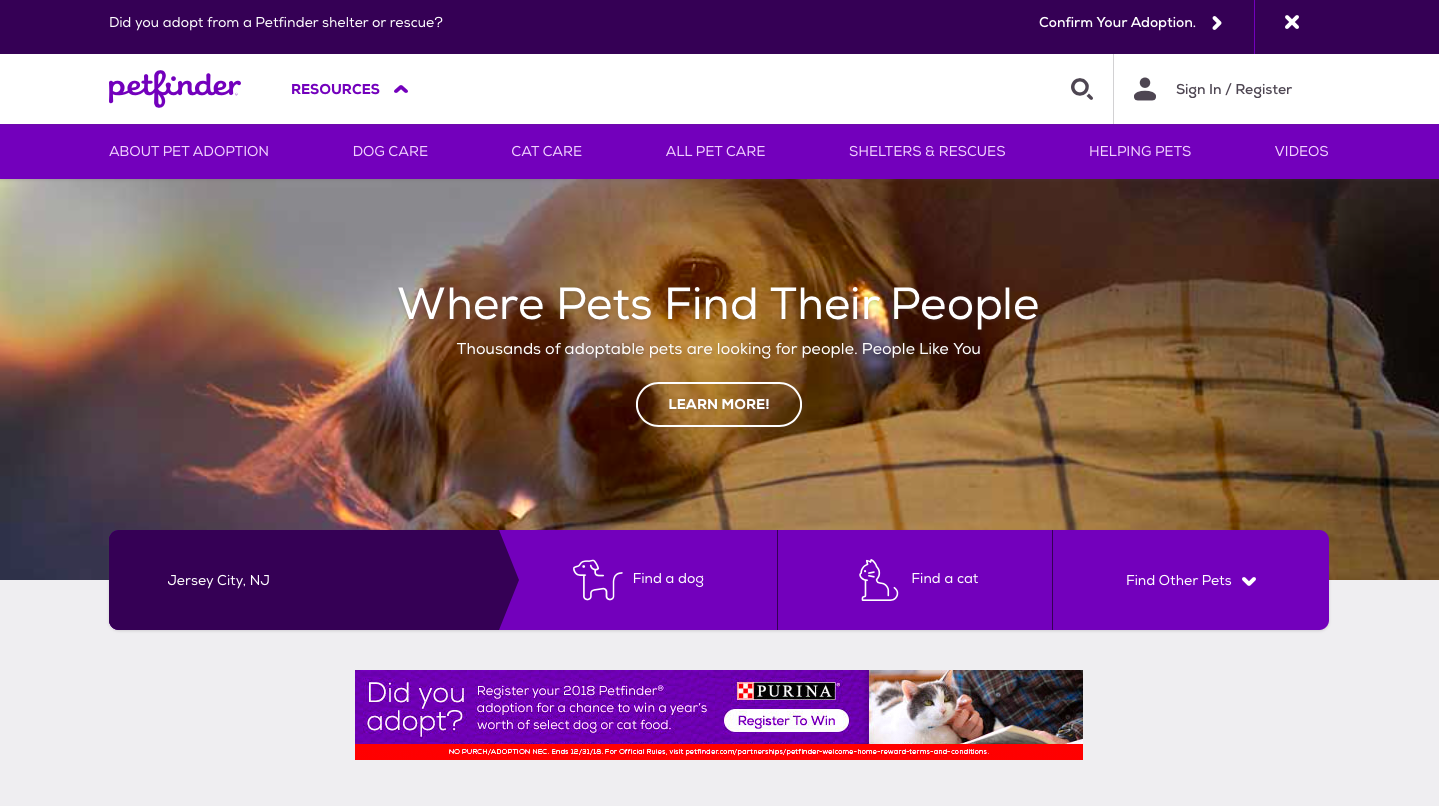 Did you adopt from a Petfinder shelter or rescue?
Confirm Your Adoption.
petfinder
RESOURCES
Sign In / Register
ABOUT PET ADOPTION
DOG CARE
CAT CARE
ALL PET CARE
SHELTERS & RESCUES
HELPING PETS
VIDEOS
Where Pets Find Their People
Thousands of adoptable pets are looking for people. People Like You
LEARN MORE!
Jersey City, NJ
Find a dog
Find a cat
Find Other Pets
Did you
adopt?
Register your 2018 Petfinder®
adoption for a chance to win a year's
worth of select dog or cat food.
PURINA®
Register To Win
NO PURCH/ADOPTION NEC. Ends 12/31/18. For Official Rules, visit petfinder.com/partnerships/petfinder-welcome-home-reward-terms-and-conditions.